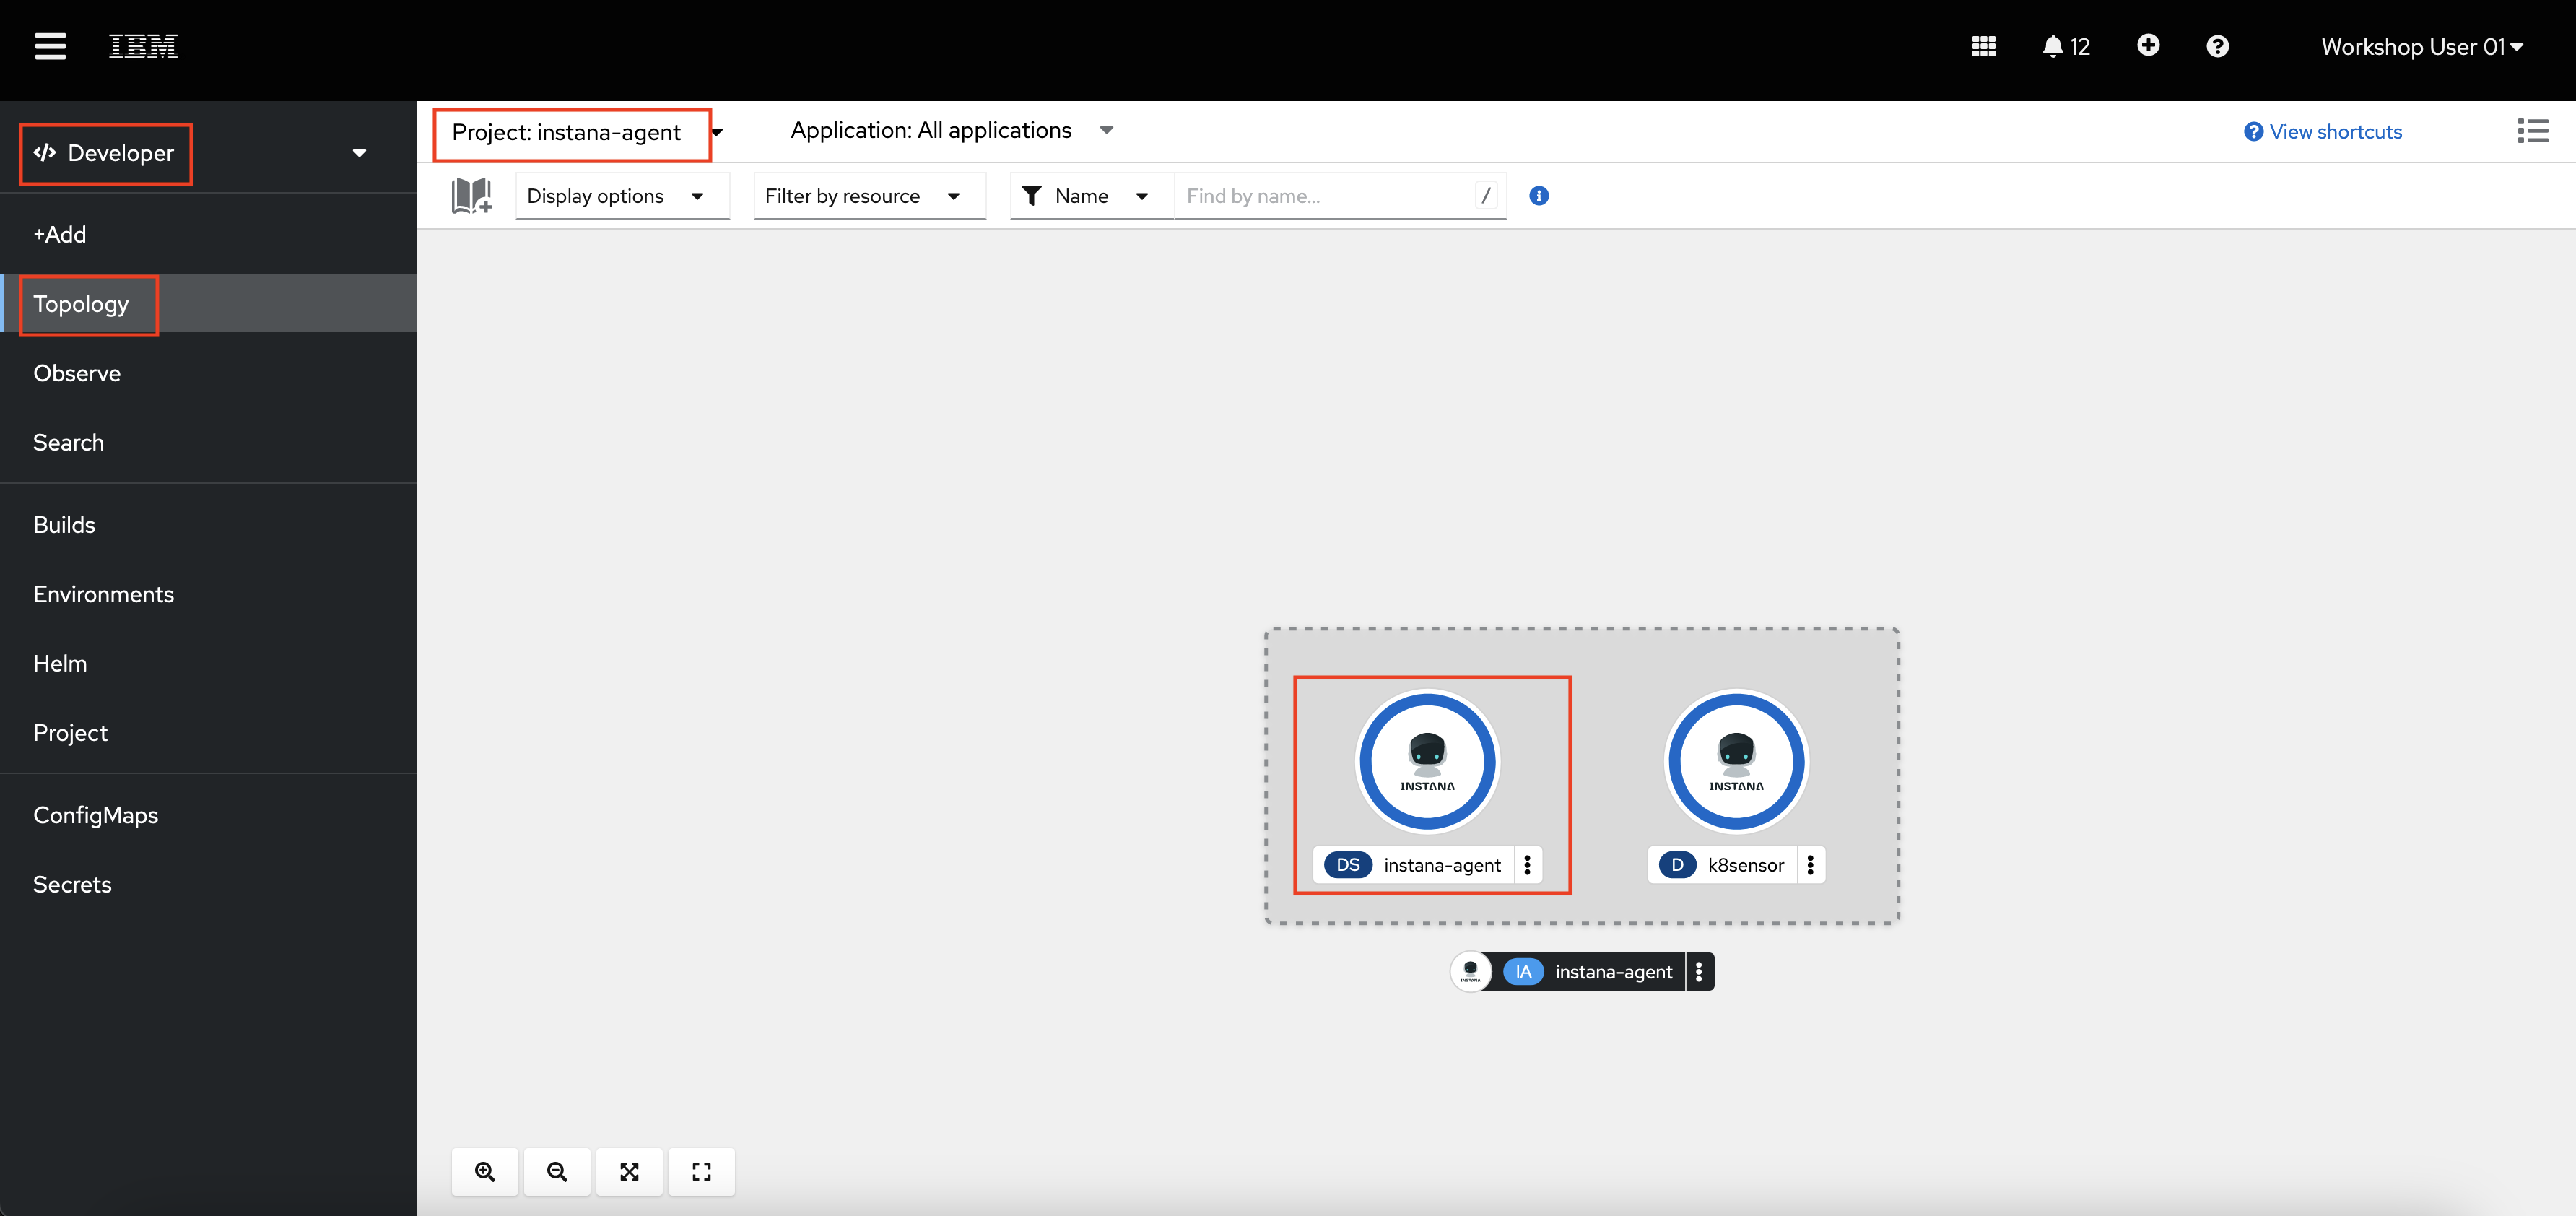 IBM
12
Workshop User 01
Developer
+Add
Topology
Observe
Search
Builds
Environments
Helm
Project
ConfigMaps
Secrets
Project: instana-agent
Application: All applications
View shortcuts
Display options
Filter by resource
Name
Find by name...
/
INSTANA
INSTANA
DS instana-agent
D k8sensor
INSTANA
IA instana-agent